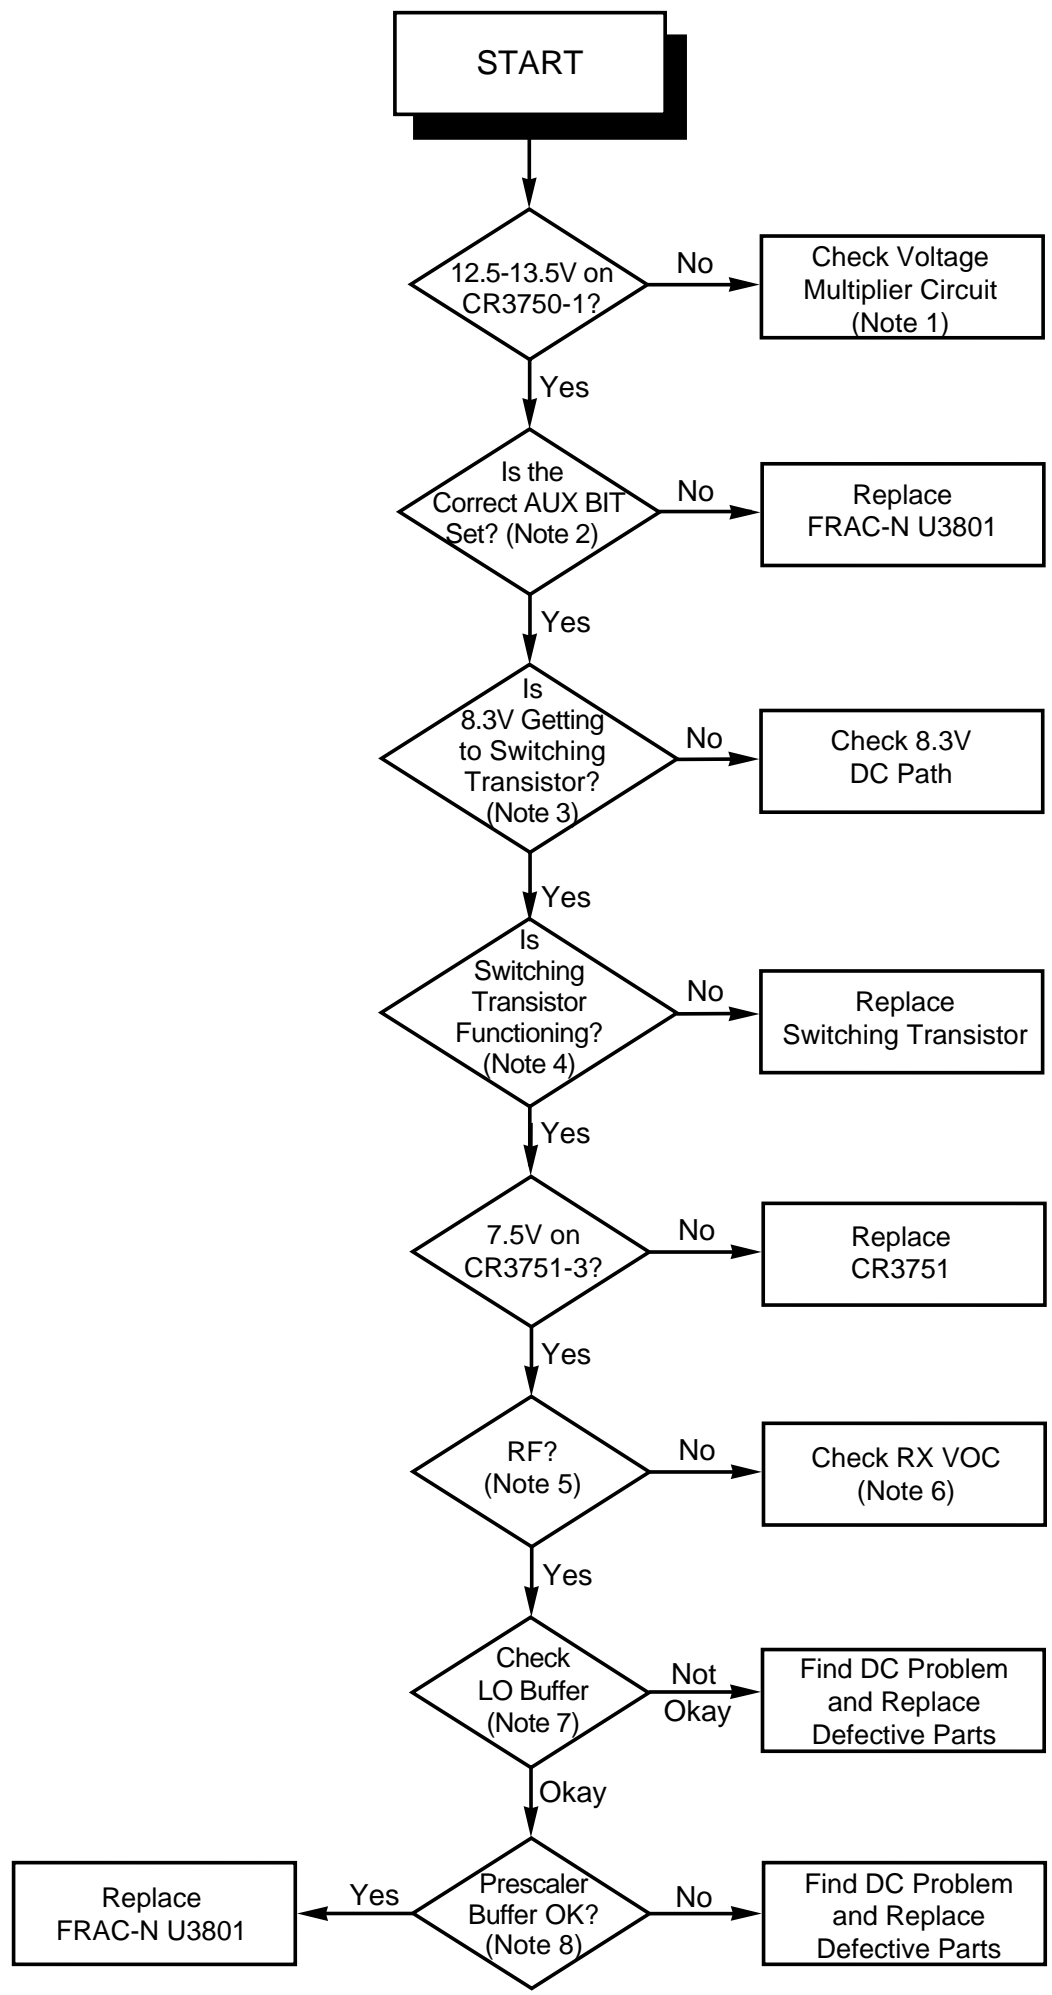 START
12.5-13.5V on
CR3750-1?
No
Check Voltage
Multiplier Circuit
(Note 1)
Yes
Is the
Correct AUX BIT
Set? (Note 2)
No
Replace
FRAC-N U3801
Yes
Is
8.3V Getting
to Switching
Transistor?
(Note 3)
No
Check 8.3V
DC Path
Yes
Is
Switching
Transistor
Functioning?
(Note 4)
No
Replace
Switching Transistor
Yes
7.5V on
CR3751-3?
No
Replace
CR3751
Yes
RF?
(Note 5)
No
Check RX VOC
(Note 6)
Yes
Check
LO Buffer
(Note 7)
Not
Okay
Find DC Problem
and Replace
Defective Parts
Okay
Prescaler
Buffer OK?
(Note 8)
Yes
Replace
FRAC-N U3801
No
Find DC Problem
and Replace
Defective Parts